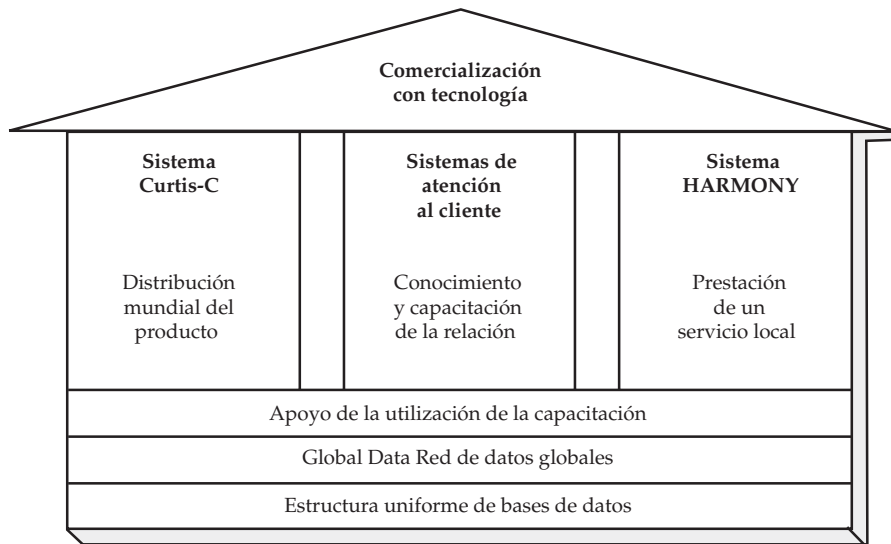 Comercialización
con tecnología
Sistema
Curtis-C
Distribución
mundial del
producto
Sistemas de
atención
al cliente
Conocimiento
y capacitación
de la relación
Sistema
HARMONY
Prestación
de un
servicio local
Apoyo de la utilización de la capacitación
Global Data Red de datos globales
Estructura uniforme de bases de datos